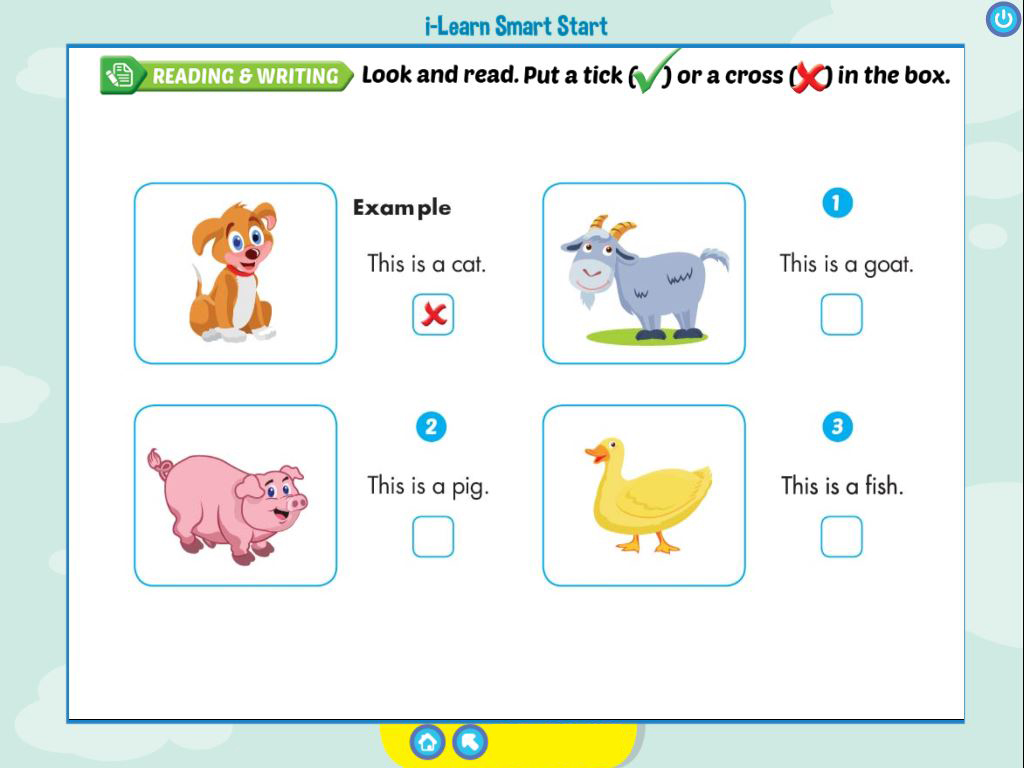 i-Learn Smart Start
READING & WRITING Look and read. Put a tick (✓) or a cross (✗) in the box.
Example
This is a cat.
✗
1
This is a goat.
2
This is a pig.
3
This is a fish.